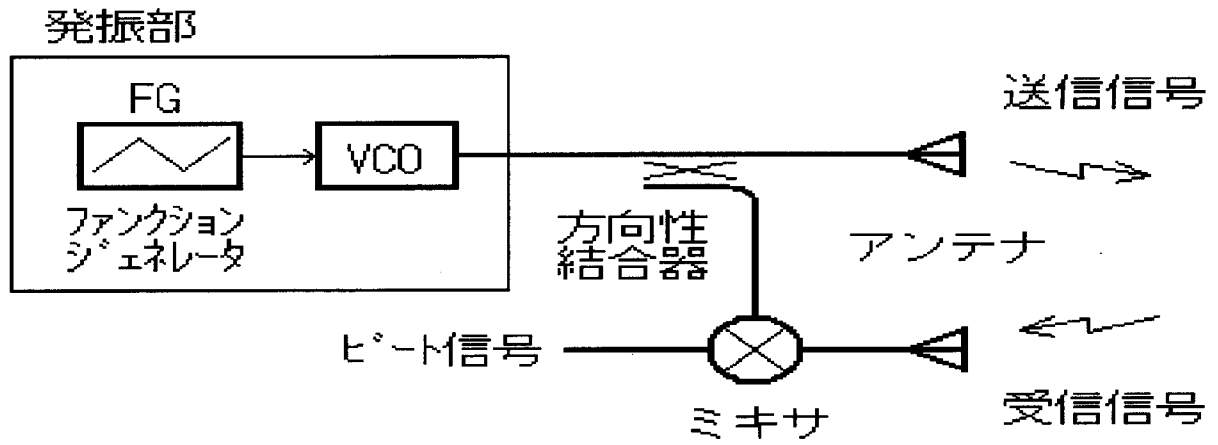 発振部
FG
VCO
ファンクション
ジェネレータ
方向性
結合器
送信信号
アンテナ
ビート信号
ミキサ
受信信号